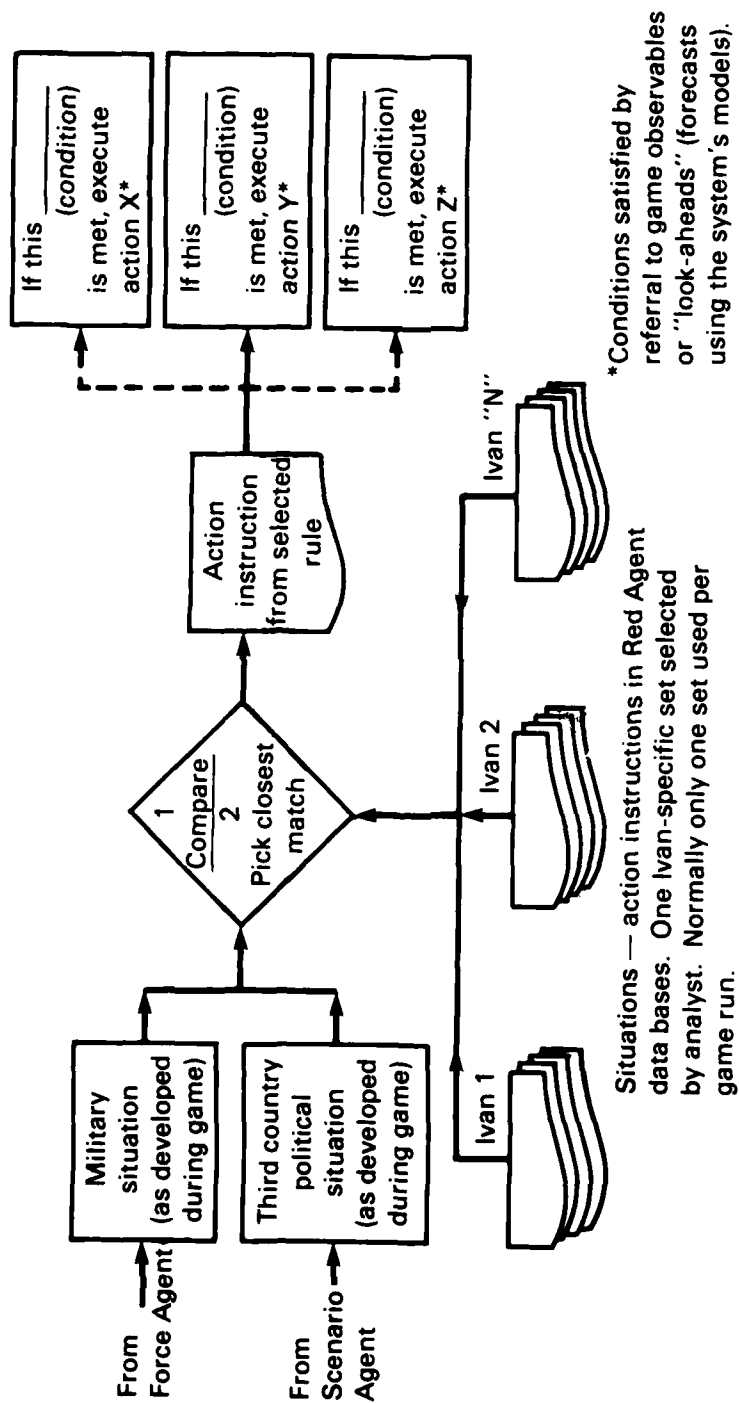 From
Force Agent
Military
situation
(as developed
during game)
From
Scenario
Agent
Third country
political
situation
(as developed
during game)
1
Compare
2
Pick closest
match
Action
instruction
from selected
rule
If this ______
(condition)
is met, execute
action X*
If this ______
(condition)
is met, execute
action Y*
If this ______
(condition)
is met, execute
action Z*
Ivan 1
Ivan 2
Ivan "N"
Situations — action instructions in Red Agent
data bases. One Ivan-specific set selected
by analyst. Normally only one set used per
game run.
*Conditions satisfied by
referral to game observables
or "look-aheads" (forecasts
using the system's models).